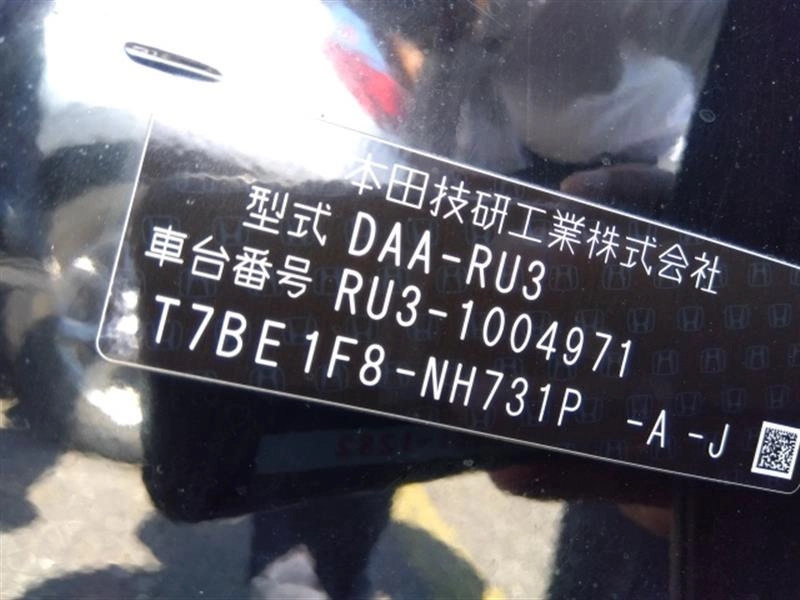 本田技研工業株式会社
型式 DAA-RU3
車台番号 RU3-1004971
T7BE1F8-NH731P -A -J